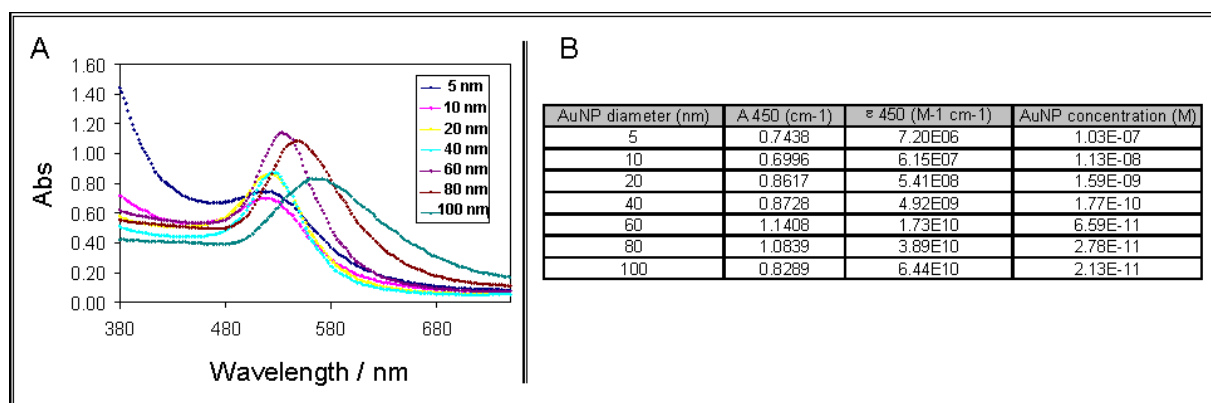 A
Abs
1.60
1.40
1.20
1.00
0.80
0.60
0.40
0.20
0.00
5 nm
10 nm
20 nm
40 nm
60 nm
80 nm
100 nm
380 480 580 680
Wavelength / nm
B
AuNP diameter (nm) A 450 (cm-1) ε 450 (M-1 cm-1) AuNP concentration (M)
5 0.7438 7.20E06 1.03E-07
10 0.6996 6.15E07 1.13E-08
20 0.8617 5.41E08 1.59E-09
40 0.8728 4.92E09 1.77E-10
60 1.1408 1.73E10 6.59E-11
80 1.0839 3.89E10 2.78E-11
100 0.8289 6.44E10 2.13E-11